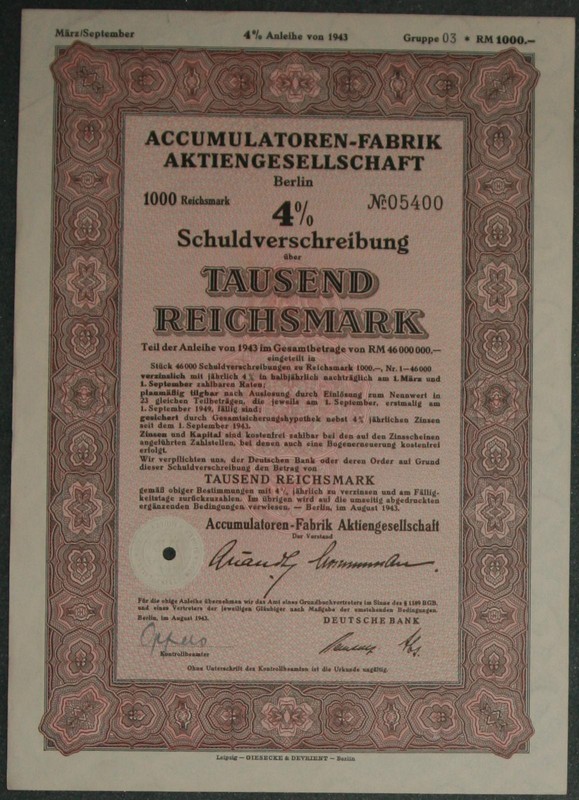 März/September 4% Anleihe von 1943 Gruppe 03 * RM 1000.—
ACCUMULATOREN-FABRIK
AKTIENGESELLSCHAFT
Berlin
1000 Reichsmark № 05400
4%
Schuldverschreibung
über
TAUSEND
REICHSMARK
Teil der Anleihe von 1943 im Gesamtbetrage von RM 46 000 000.—
eingeteilt in
Stück 46 000 Schuldverschreibungen zu Reichsmark 1000.—, Nr. 1—46 000
verzinslich mit jährlich 4% in halbjährlich nachträglich am 1. März und
1. September zahlbaren Raten;
planmäßig tilgbar nach Auslosung durch Einlösung zum Nennwert in
23 gleichen Teilbeträgen, die jeweils am 1. September, erstmalig am
1. September 1949, fällig sind;
gesichert durch Gesamtsicherungshypothek nebst 4% jährlichen Zinsen
seit dem 1. September 1943.
Zinsen und Kapital sind kostenfrei zahlbar bei den auf den Zinsscheinen
angeführten Zahlstellen, bei denen auch eine Bogenerneuerung kostenfrei
erfolgt.
Wir verpflichten uns, der Deutschen Bank oder deren Order auf Grund
dieser Schuldverschreibung den Betrag von
TAUSEND REICHSMARK
gemäß obiger Bestimmungen mit 4% jährlich zu verzinsen und am Fällig-
keitstage zurückzuzahlen. Im übrigen wird auf die umseitig abgedruckten
ergänzenden Bedingungen verwiesen. — Berlin, im August 1943.
Accumulatoren-Fabrik Aktiengesellschaft
Der Vorstand
Für die obige Anleihe übernehmen wir das Amt eines Grundbuchvertreters im Sinne des § 1189 BGB.
und eines Vertreters der jeweiligen Gläubiger nach Maßgabe der umstehenden Bedingungen.
Berlin, im August 1943. DEUTSCHE BANK
Kontrollbeamter
Ohne Unterschrift des Kontrollbeamten ist die Urkunde ungültig.
Leipzig — GIESECKE & DEVRIENT — Berlin